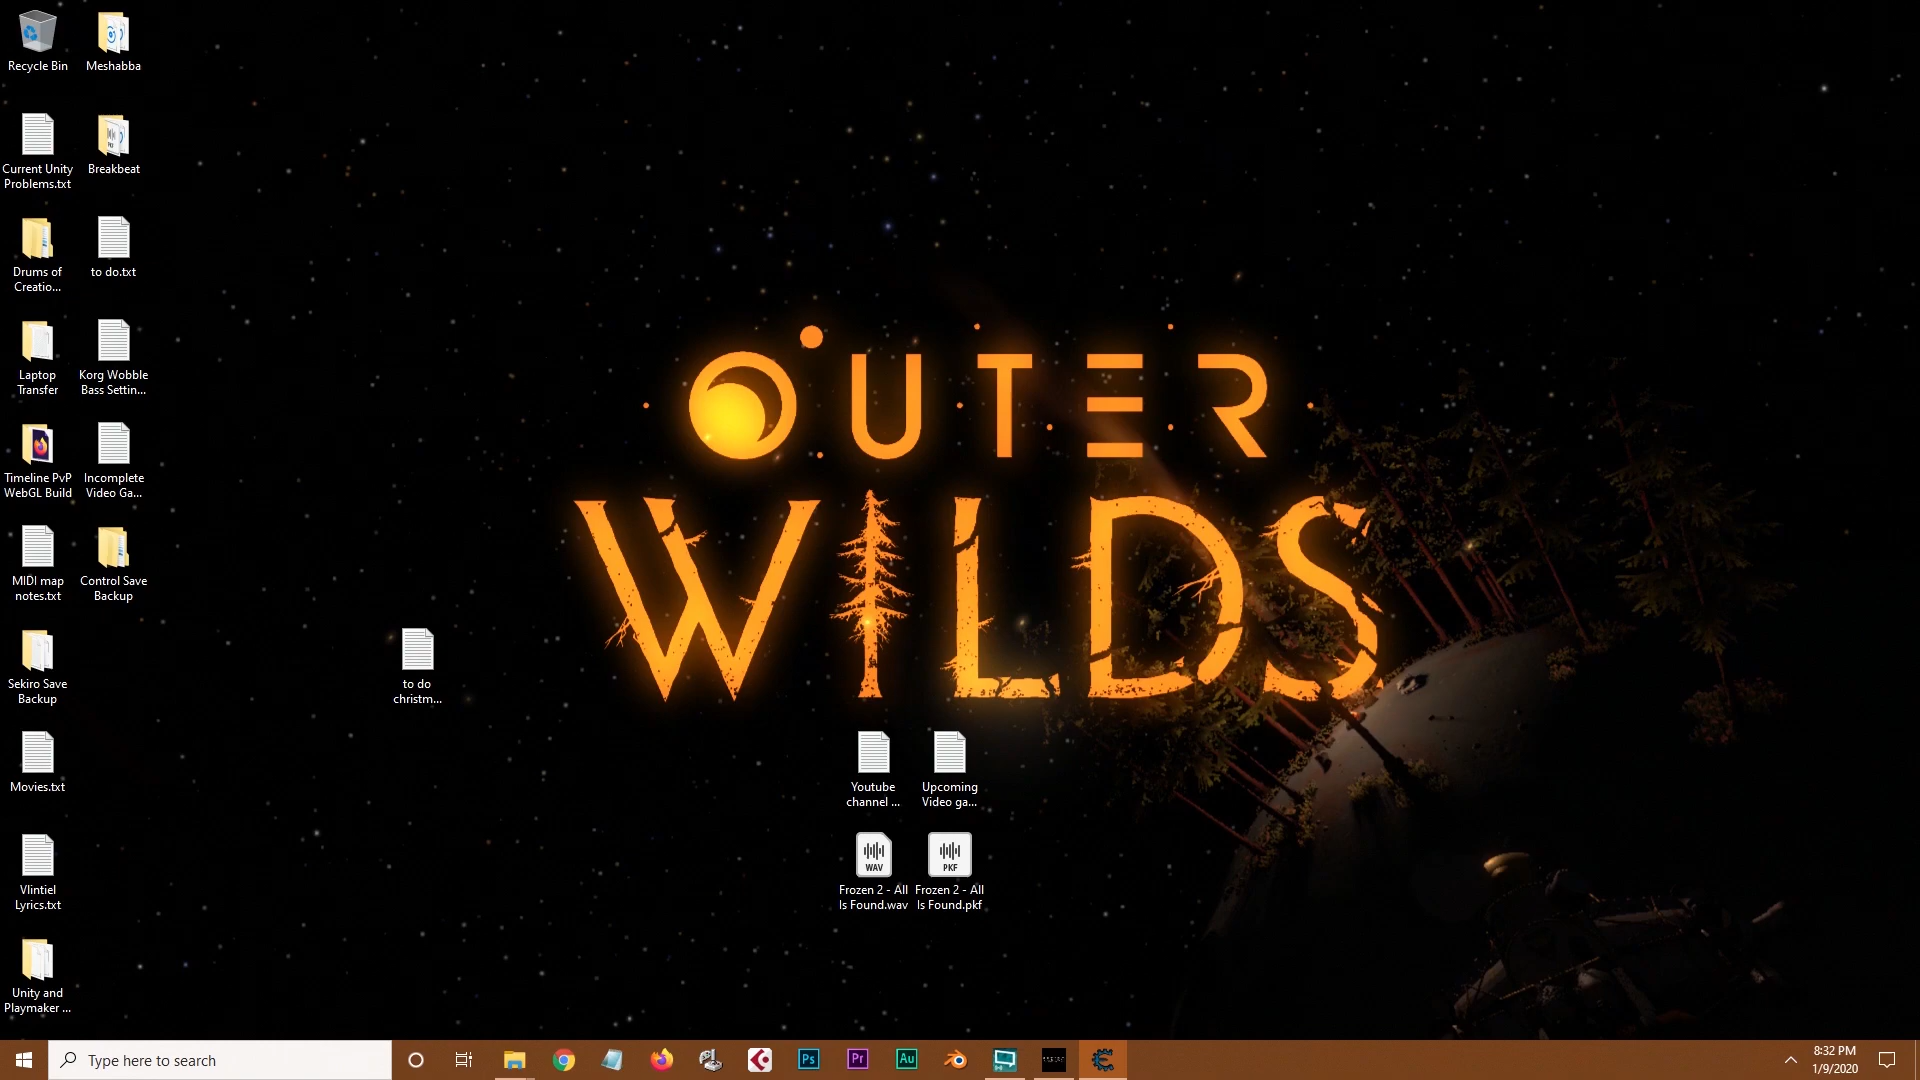 Recycle Bin
Meshabba
Current Unity
Problems.txt
Breakbeat
Drums of
Creatio...
to do.txt
Laptop
Transfer
Korg Wobble
Bass Settin...
Timeline PvP
WebGL Build
Incomplete
Video Ga...
MIDI map
notes.txt
Control Save
Backup
Sekiro Save
Backup
Movies.txt
Vlintiel
Lyrics.txt
Unity and
Playmaker ...
to do
christm...
OUTER
WILDS
Youtube
channel ...
Upcoming
Video ga...
WAV
Frozen 2 - All
Is Found.wav
PKF
Frozen 2 - All
Is Found.pkf
Type here to search
Ps
Pr
Au
8:32 PM
1/9/2020